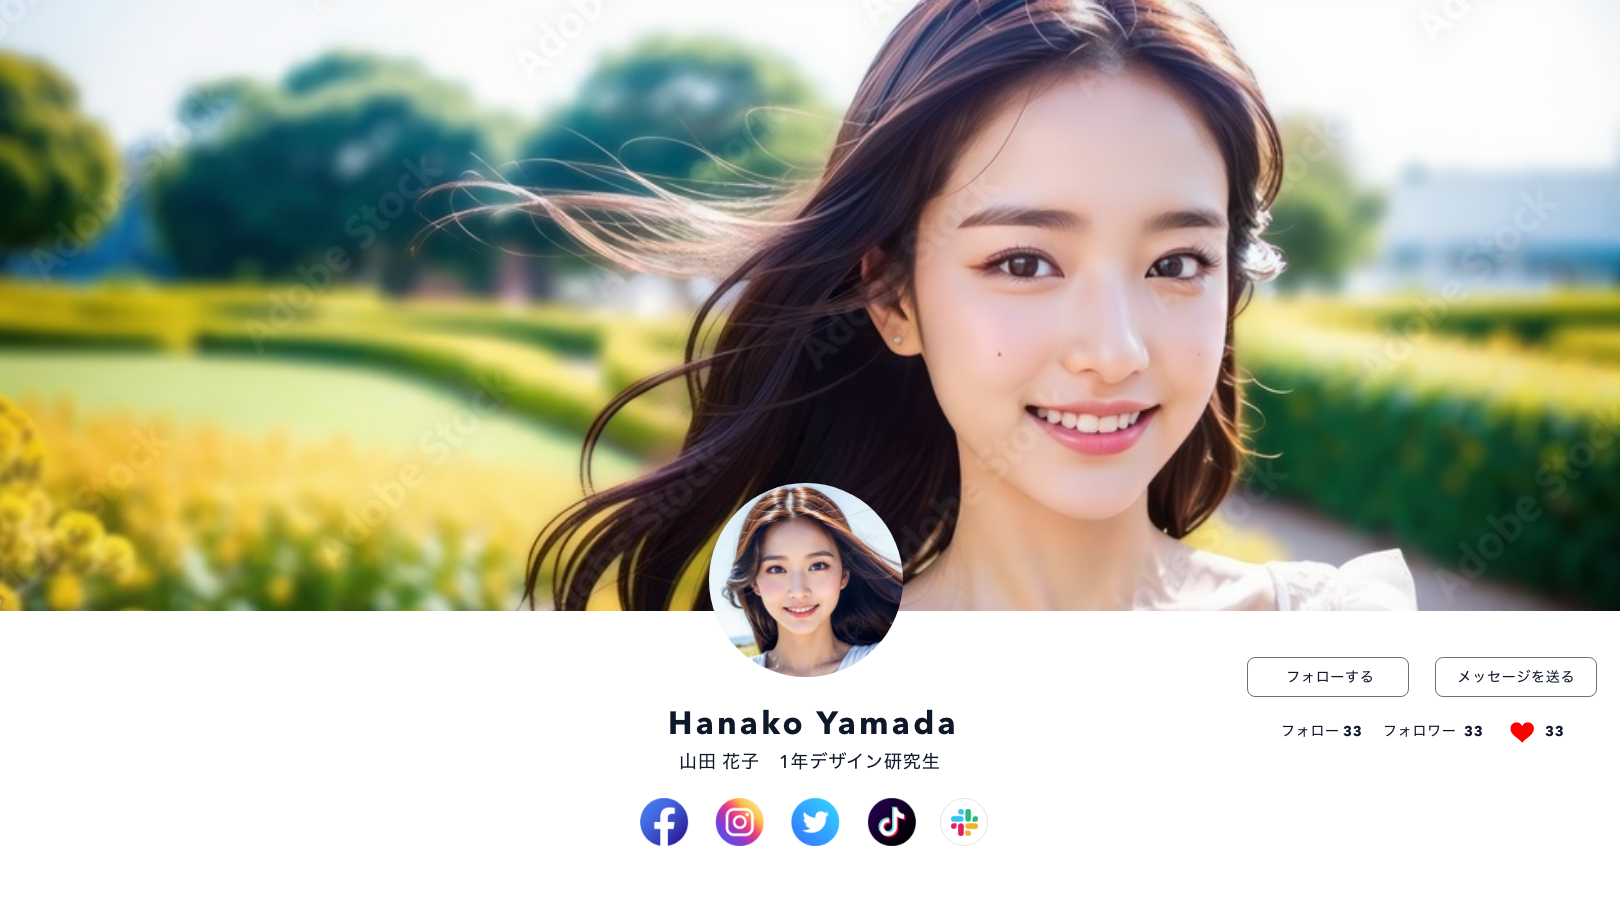 Adobe Stock
フォローする
メッセージを送る
フォロー 33 フォロワー 33 33
Hanako Yamada
山田 花子　1年デザイン研究生